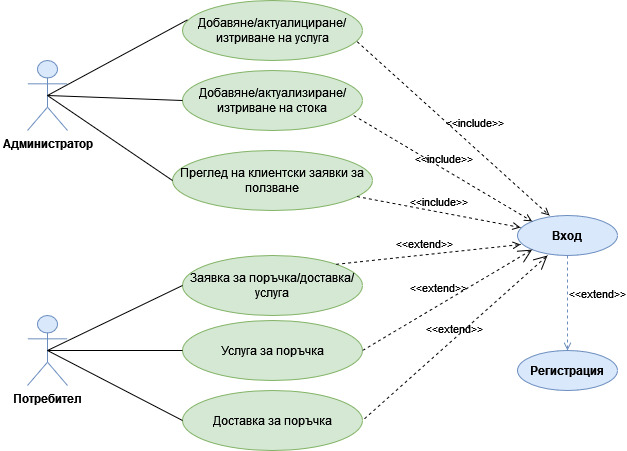 Добавяне/актуалициране/
изтриване на услуга
Добавяне/актуализиране/
изтриване на стока
Администратор
Преглед на клиентски заявки за
ползване
<<include>>
<<include>>
<<include>>
Вход
<<extend>>
Заявка за поръчка/доставка/
услуга
<<extend>>
<<extend>>
<<extend>>
Услуга за поръчка
Регистрация
Потребител
Доставка за поръчка